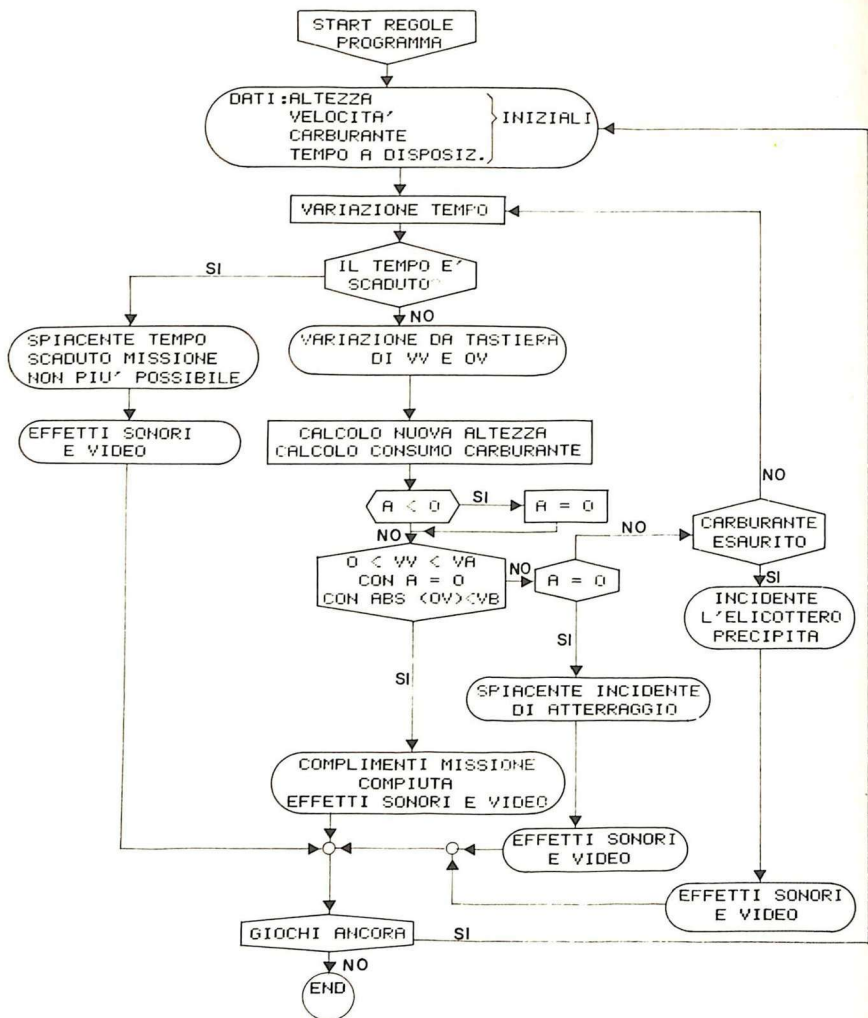 START REGOLE
PROGRAMMA
DATI:ALTEZZA
VELOCITA'
CARBURANTE
TEMPO A DISPOSIZ.
INIZIALI
VARIAZIONE TEMPO
IL TEMPO E'
SCADUTO?
SI
NO
SPIACENTE TEMPO
SCADUTO MISSIONE
NON PIU' POSSIBILE
EFFETTI SONORI
E VIDEO
VARIAZIONE DA TASTIERA
DI VV E OV
CALCOLO NUOVA ALTEZZA
CALCOLO CONSUMO CARBURANTE
A < 0
SI
A = 0
NO
0 < VV < VA
CON A = 0
CON ABS (OV)<VB
NO
A = 0
NO
CARBURANTE
ESAURITO
NO
SI
INCIDENTE
L'ELICOTTERO
PRECIPITA
SI
SI
SPIACENTE INCIDENTE
DI ATTERRAGGIO
COMPLIMENTI MISSIONE
COMPIUTA
EFFETTI SONORI E VIDEO
EFFETTI SONORI
E VIDEO
EFFETTI SONORI
E VIDEO
GIOCHI ANCORA
SI
NO
END